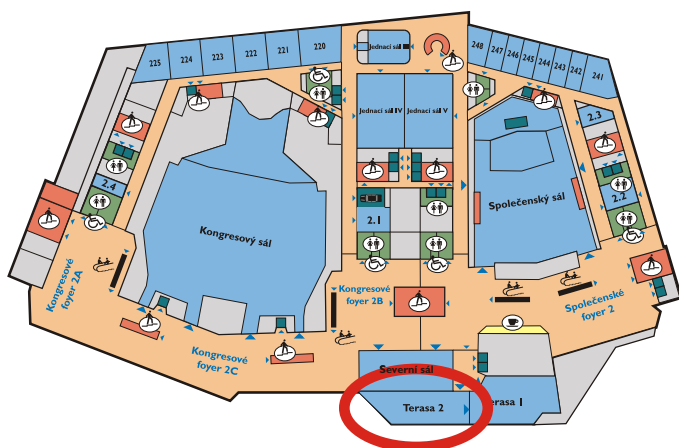 220
221
222
223
224
225
248
247
246
245
244
243
242
241
Jednací sál
Jednací sál IV
Jednací sál V
2.3
2.4
2.1
2.2
Kongresový sál
Společenský sál
Kongresové
foyer 2A
Kongresové
foyer 2B
Kongresové
foyer 2C
Společenské
foyer 2
Severní sál
Terasa 2
Terasa 1